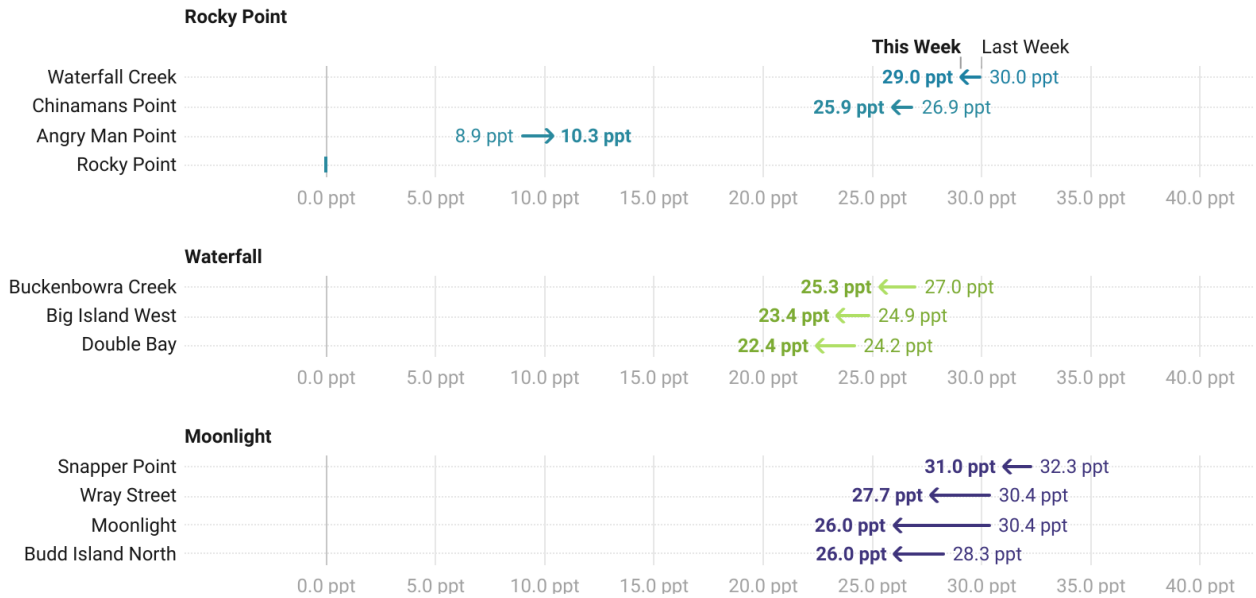 Rocky Point
This Week Last Week
Waterfall Creek 29.0 ppt 30.0 ppt
Chinamans Point 25.9 ppt 26.9 ppt
Angry Man Point 8.9 ppt 10.3 ppt
Rocky Point
0.0 ppt 5.0 ppt 10.0 ppt 15.0 ppt 20.0 ppt 25.0 ppt 30.0 ppt 35.0 ppt 40.0 ppt
Waterfall
Buckenbowra Creek 25.3 ppt 27.0 ppt
Big Island West 23.4 ppt 24.9 ppt
Double Bay 22.4 ppt 24.2 ppt
0.0 ppt 5.0 ppt 10.0 ppt 15.0 ppt 20.0 ppt 25.0 ppt 30.0 ppt 35.0 ppt 40.0 ppt
Moonlight
Snapper Point 31.0 ppt 32.3 ppt
Wray Street 27.7 ppt 30.4 ppt
Moonlight 26.0 ppt 30.4 ppt
Budd Island North 26.0 ppt 28.3 ppt
0.0 ppt 5.0 ppt 10.0 ppt 15.0 ppt 20.0 ppt 25.0 ppt 30.0 ppt 35.0 ppt 40.0 ppt